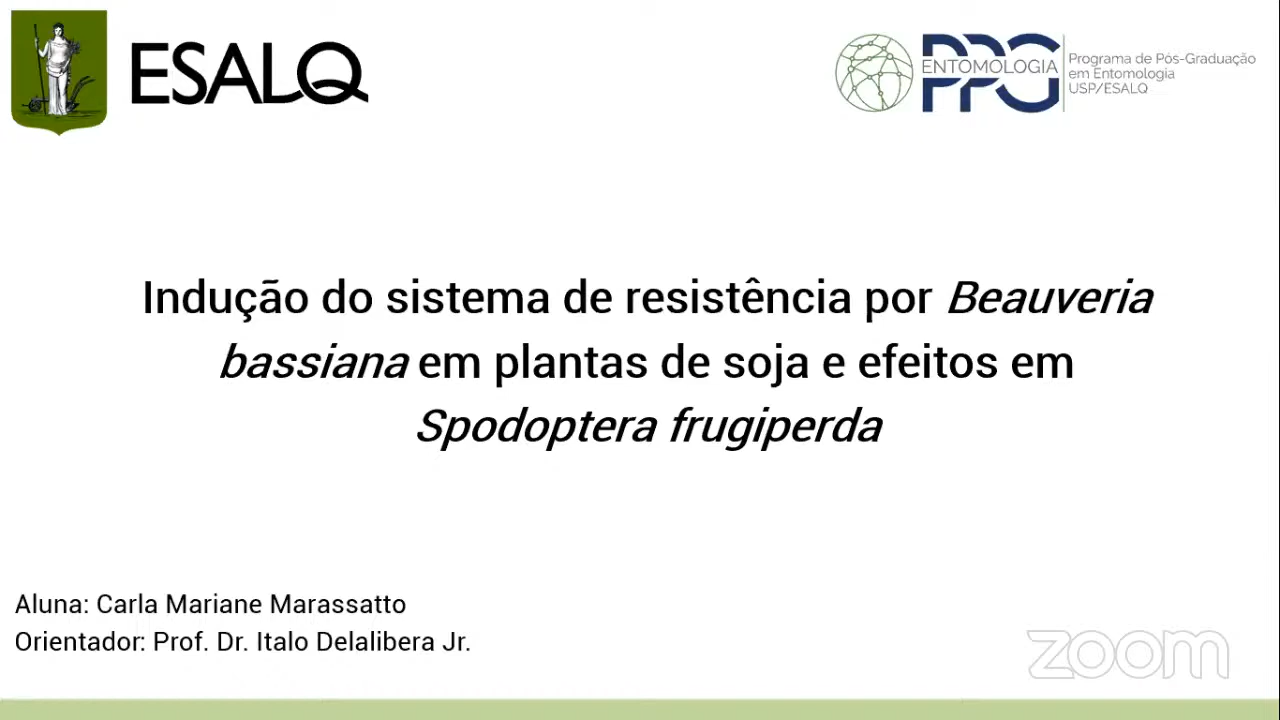 ESALQ
PPG
ENTOMOLOGIA
Programa de Pós-Graduação
em Entomologia
USP/ESALQ
Indução do sistema de resistência por Beauveria
bassiana em plantas de soja e efeitos em
Spodoptera frugiperda
Aluna: Carla Mariane Marassatto
Orientador: Prof. Dr. Italo Delalibera Jr.
zoom